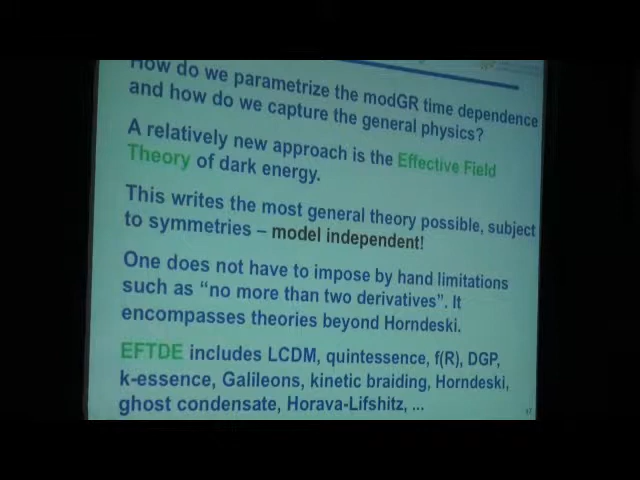 How do we parametrize the modGR time dependence
and how do we capture the general physics?
A relatively new approach is the Effective Field
Theory of dark energy.
This writes the most general theory possible, subject
to symmetries – model independent!
One does not have to impose by hand limitations
such as “no more than two derivatives”. It
encompasses theories beyond Horndeski.
EFTDE includes LCDM, quintessence, f(R), DGP,
k-essence, Galileons, kinetic braiding, Horndeski,
ghost condensate, Horava-Lifshitz, ...